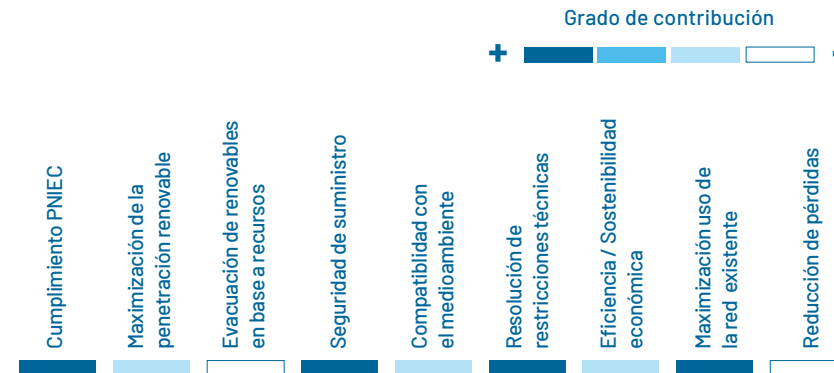 Grado de contribución
+
Cumplimiento PNIEC
Maximización de la
penetración renovable
Evacuación de renovables
en base a recursos
Seguridad de suministro
Compatiblidad con
el medioambiente
Resolución de
restricciones técnicas
Eficiencia / Sostenibilidad
económica
Maximización uso de
la red existente
Reducción de pérdidas